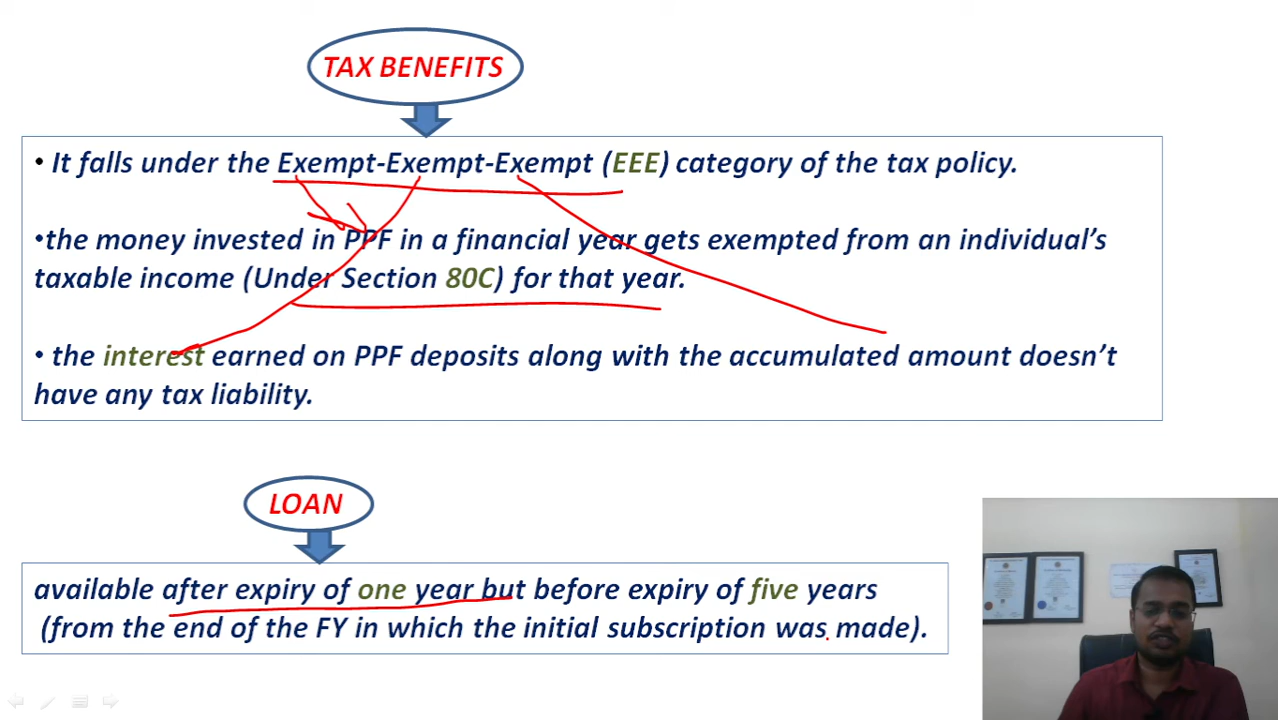 TAX BENEFITS
• It falls under the Exempt-Exempt-Exempt (EEE) category of the tax policy.
•the money invested in PPF in a financial year gets exempted from an individual's
taxable income (Under Section 80C) for that year.
• the interest earned on PPF deposits along with the accumulated amount doesn't
have any tax liability.
LOAN
available after expiry of one year but before expiry of five years
(from the end of the FY in which the initial subscription was made).